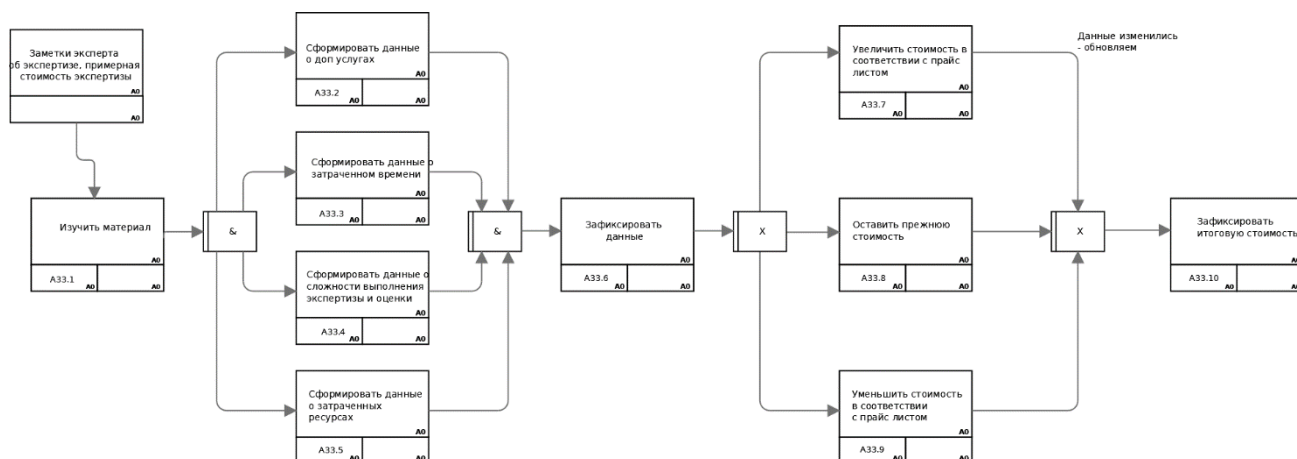 Заметки эксперта
об экспертизе, примерная
стоимость экспертизы
A0
A0
Изучить материал
A0
A33.1
A0
A0
&
Сформировать данные
о доп услугах
A0
A33.2
A0
A0
Сформировать данные о
затраченном времени
A0
A33.3
A0
A0
Сформировать данные о
сложности выполнения
экспертизы и оценки
A0
A33.4
A0
A0
Сформировать данные
о затраченных
ресурсах
A0
A33.5
A0
A0
&
Зафиксировать
данные
A0
A33.6
A0
A0
X
Увеличить стоимость в
соответствии с прайс
листом
A0
A33.7
A0
A0
Оставить прежнюю
стоимость
A0
A33.8
A0
A0
Уменьшить стоимость
в соответствии
с прайс листом
A0
A33.9
A0
A0
Данные изменились
- обновляем
X
Зафиксировать
итоговую стоимость
A0
A33.10
A0
A0